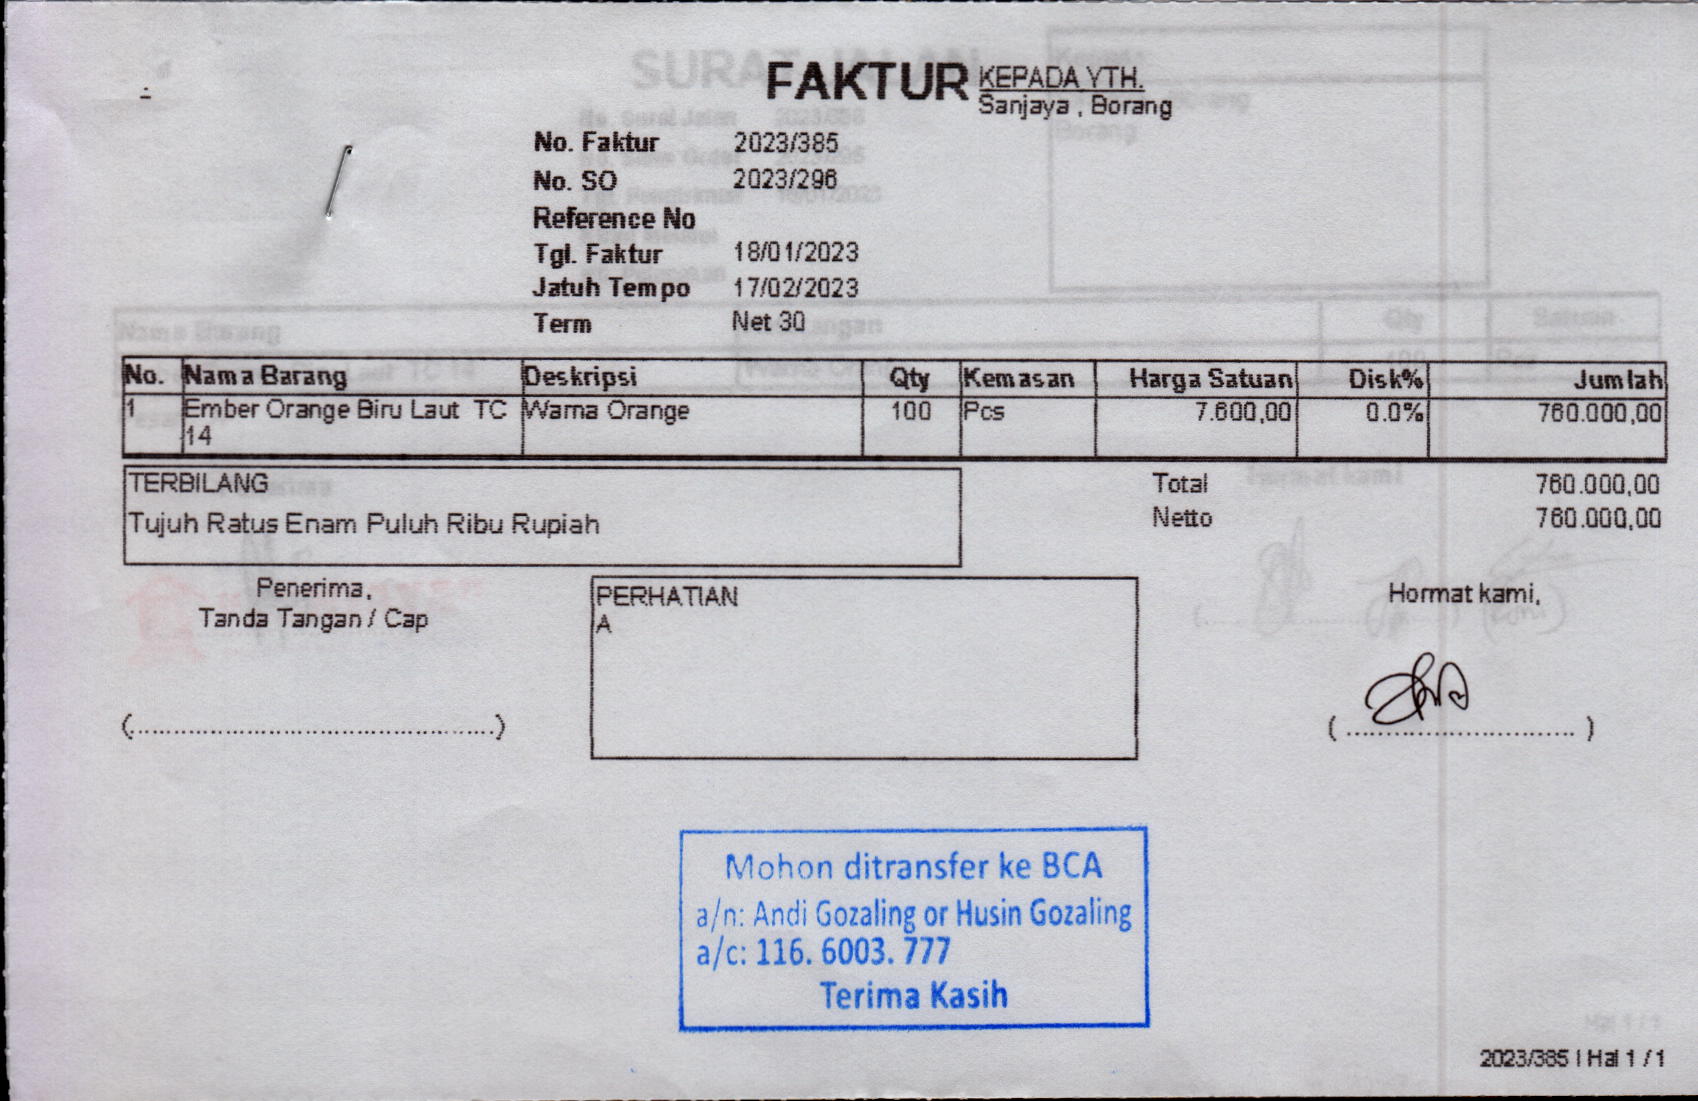 FAKTUR
KEPADA YTH.
Sanjaya , Borang
No. Faktur 2023/385
No. SO 2023/296
Reference No
Tgl. Faktur 18/01/2023
Jatuh Tempo 17/02/2023
Term Net 30
No. Nama Barang Deskripsi Qty Kemasan Harga Satuan Disk% Jumlah
1 Ember Orange Biru Laut TC Warna Orange 100 Pcs 7.600,00 0.0% 760.000,00
14
TERBILANG
Tujuh Ratus Enam Puluh Ribu Rupiah
Total 760.000,00
Netto 760.000,00
Penerima,
Tanda Tangan / Cap
(................................................)
PERHATIAN
A
Hormat kami,
( .............................. )
Mohon ditransfer ke BCA
a/n: Andi Gozaling or Husin Gozaling
a/c: 116. 6003. 777
Terima Kasih
2023/385 | Hal 1 / 1